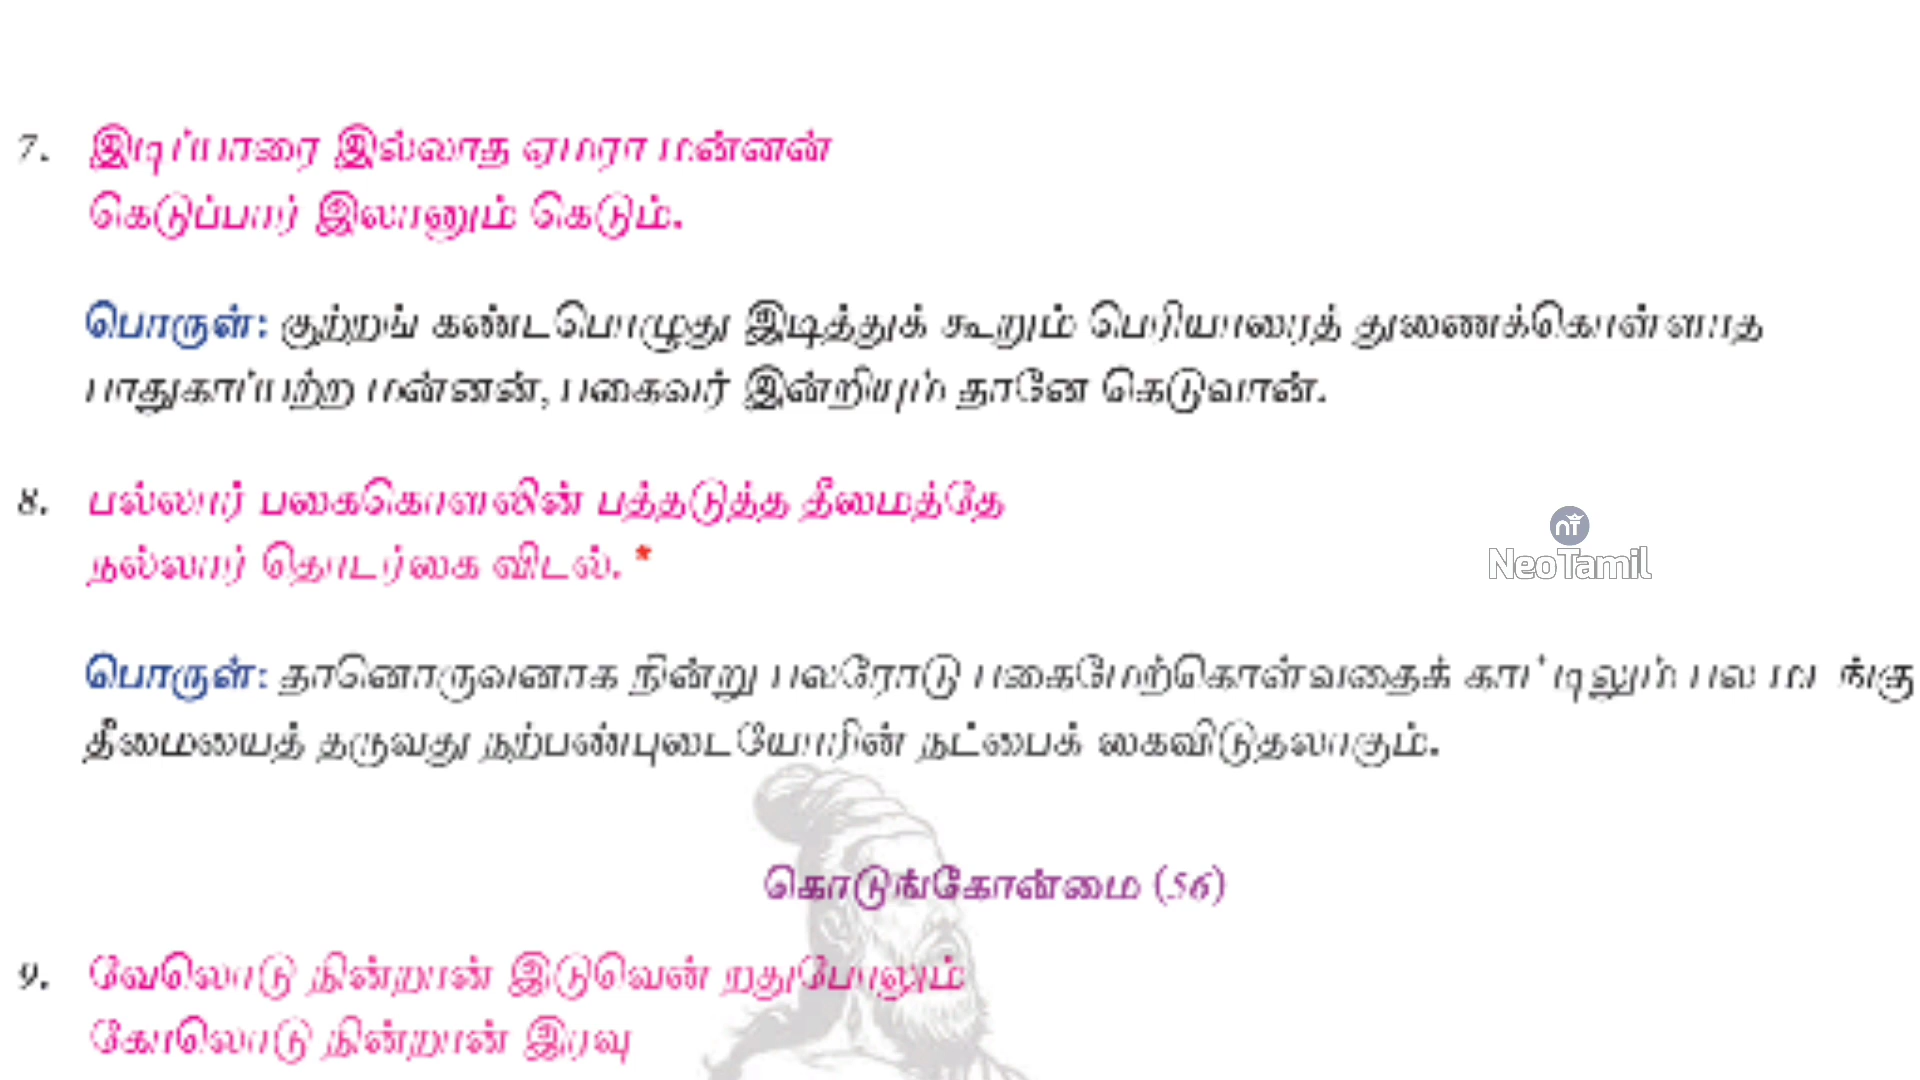 7. இடிப்பாரை இல்லாத ஏமரா மன்னன்
கெடுப்பார் இலானும் கெடும்.
பொருள்: குற்றங் கண்டபொழுது இடித்துக் கூறும் பெரியாரைத் துணைக்கொள்ளாத
பாதுகாப்பற்ற மன்னன், பகைவர் இன்றியும் தானே கெடுவான்.
8. பல்லார் பகைகொளலின் பத்தடுத்த தீமைத்தே
நல்லார் தொடர்கை விடல். *
NeoTamil
பொருள்: தானொருவனாக நின்று பலரோடு பகைமேற்கொள்வதைக் காட்டிலும் பல மடங்கு
தீமையைத் தருவது நற்பண்புடையோரின் நட்பைக் கைவிடுதலாகும்.
கொடுங்கோன்மை (56)
9. வேலொடு நின்றான் இடுவென் றதுபோலும்
கோலொடு நின்றான் இரவு